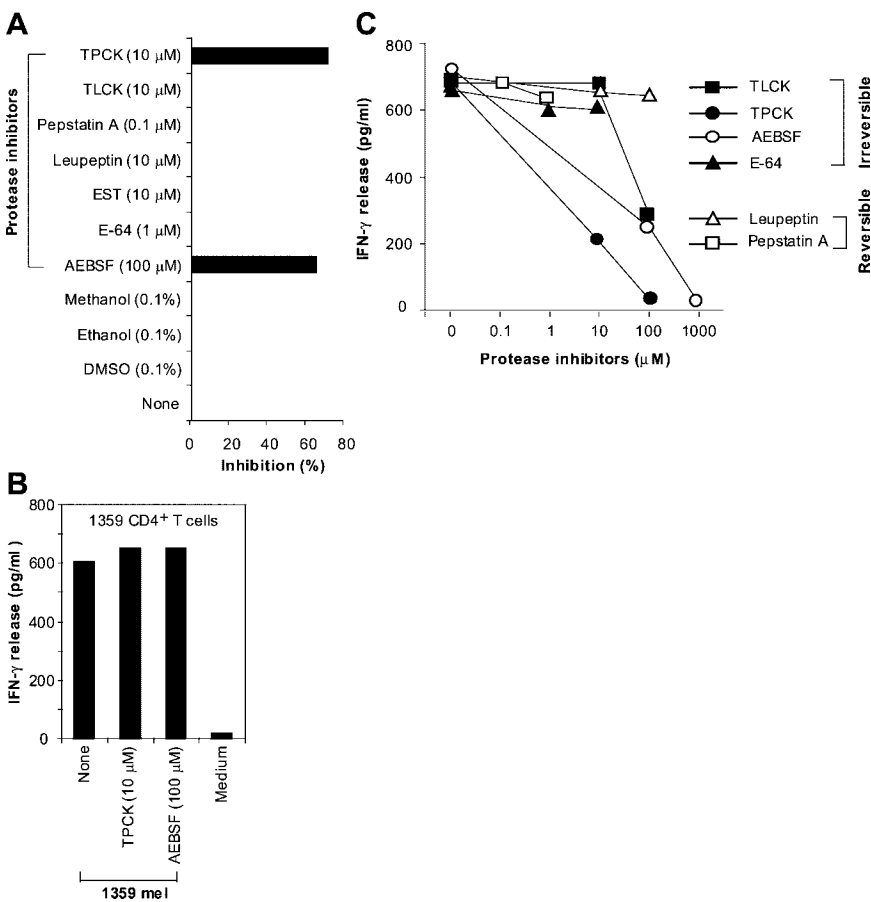 A
Protease inhibitors
TPCK (10 μM)
TLCK (10 μM)
Pepstatin A (0.1 μM)
Leupeptin (10 μM)
EST (10 μM)
E-64 (1 μM)
AEBSF (100 μM)
Methanol (0.1%)
Ethanol (0.1%)
DMSO (0.1%)
None
0 20 40 60 80
Inhibition (%)
B
1359 CD4+ T cells
IFN-γ release (pg/ml)
800
600
400
200
0
None
TPCK (10 μM)
AEBSF (100 μM)
Medium
1359 mel
C
IFN-γ release (pg/ml)
800
600
400
200
0
0 0.1 1 10 100 1000
Protease inhibitors (μM)
TLCK
TPCK
AEBSF
E-64
Irreversible
Leupeptin
Pepstatin A
Reversible